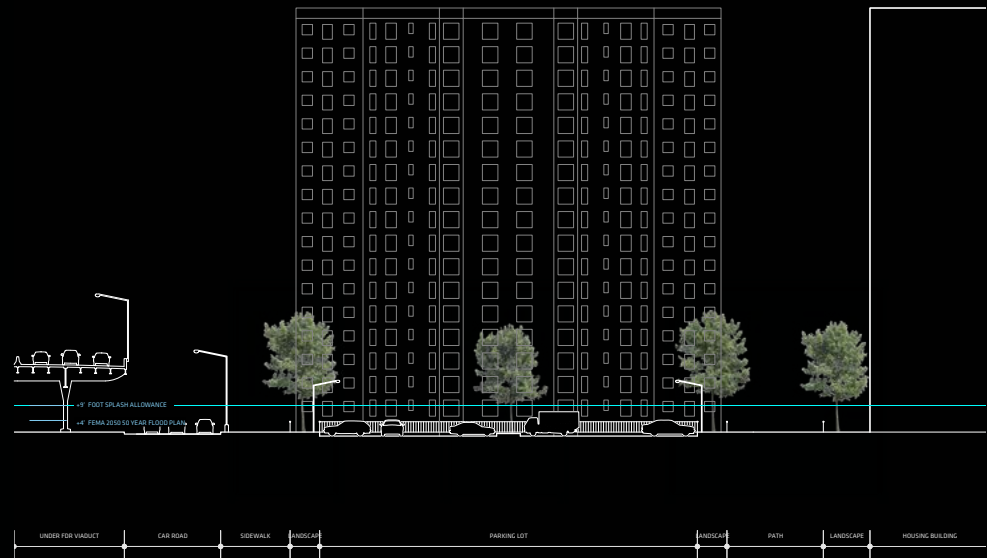 +9' FOOT SPLASH ALLOWANCE
+4' FEMA 2050 50 YEAR FLOOD PLAN
UNDER FOR VIADUCT
CAR ROAD
SIDEWALK
LANDSCAPE
PARKING LOT
LANDSCAPE
PATH
LANDSCAPE
HOUSING BUILDING